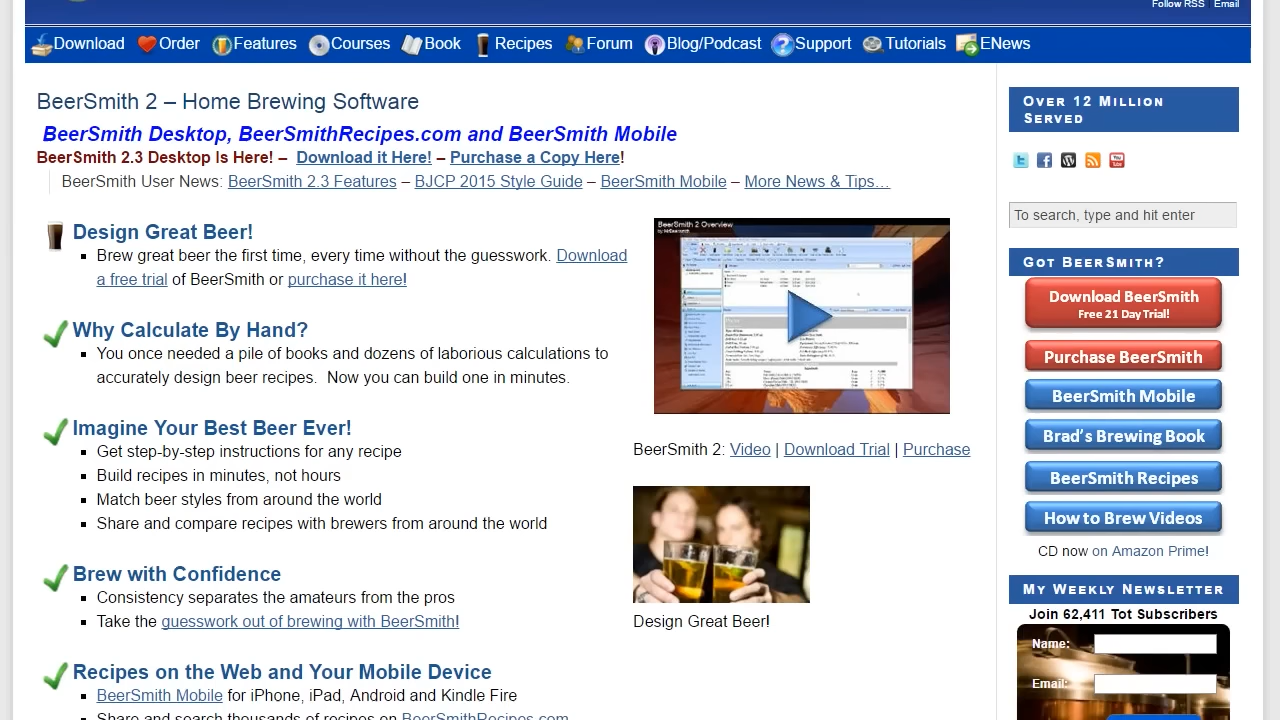 Follow RSS Email
Download Order Features Courses Book Recipes Forum Blog/Podcast Support Tutorials ENews
BeerSmith 2 – Home Brewing Software
BeerSmith Desktop, BeerSmithRecipes.com and BeerSmith Mobile
BeerSmith 2.3 Desktop Is Here! – Download it Here! – Purchase a Copy Here!
BeerSmith User News: BeerSmith 2.3 Features – BJCP 2015 Style Guide – BeerSmith Mobile – More News & Tips…
Design Great Beer!
Brew great beer the first time, every time without the guesswork. Download
a free trial of BeerSmith or purchase it here!
Why Calculate By Hand?
You once needed a pile of books and dozens of laborious calculations to
accurately design beer recipes. Now you can build one in minutes.
Imagine Your Best Beer Ever!
Get step-by-step instructions for any recipe
Build recipes in minutes, not hours
Match beer styles from around the world
Share and compare recipes with brewers from around the world
Brew with Confidence
Consistency separates the amateurs from the pros
Take the guesswork out of brewing with BeerSmith!
Recipes on the Web and Your Mobile Device
BeerSmith Mobile for iPhone, iPad, Android and Kindle Fire
Share and search thousands of recipes on BeerSmithRecipes.com
BeerSmith 2 Overview
BeerSmith 2: Video | Download Trial | Purchase
Design Great Beer!
Over 12 Million
Served
To search, type and hit enter
Got BeerSmith?
Download BeerSmith
Free 21 Day Trial!
Purchase BeerSmith
BeerSmith Mobile
Brad's Brewing Book
BeerSmith Recipes
How to Brew Videos
CD now on Amazon Prime!
My Weekly Newsletter
Join 62,411 Tot Subscribers
Name:
Email: